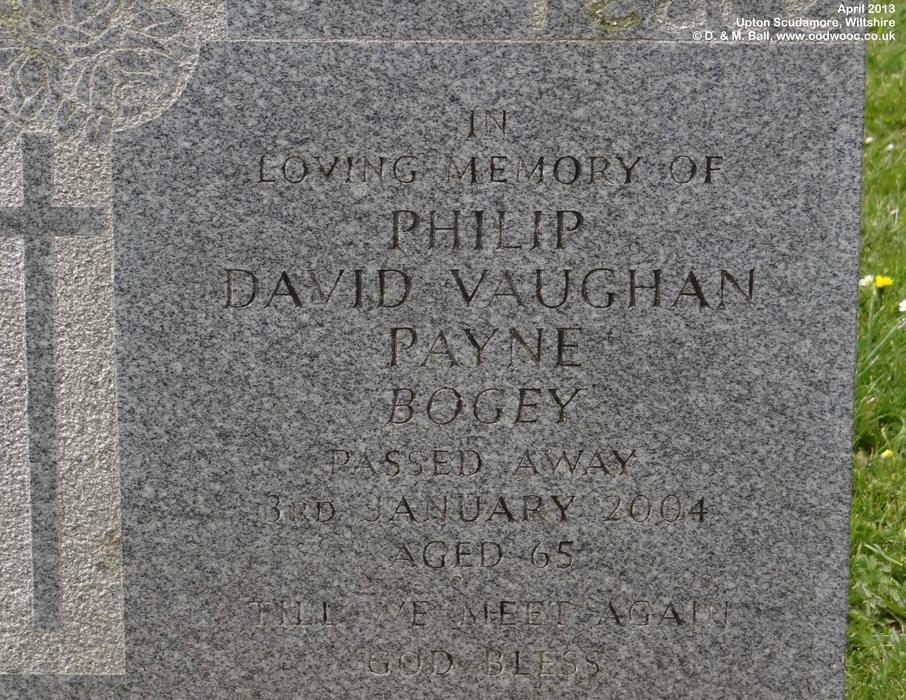 April 2013
Upton Scudamore, Wiltshire
© D. & M. Ball, www.oodwooc.co.uk
IN
LOVING MEMORY OF
PHILIP
DAVID VAUGHAN
PAYNE
'BOGEY'
PASSED AWAY
3RD JANUARY 2004
AGED 65
TILL WE MEET AGAIN
GOD BLESS